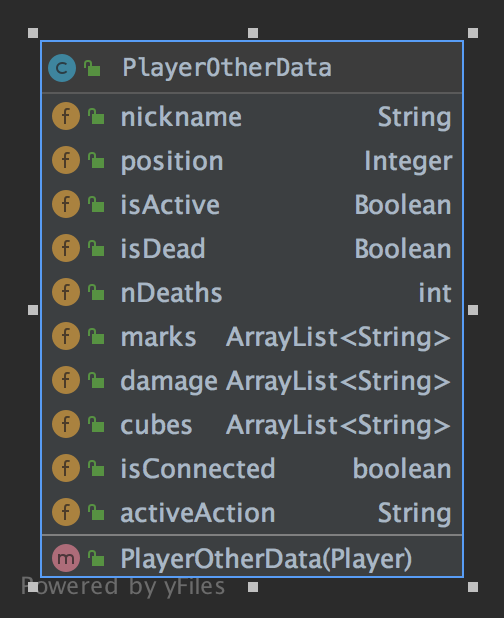 C PlayerOtherData
f nickname String
f position Integer
f isActive Boolean
f isDead Boolean
f nDeaths int
f marks ArrayList<String>
f damage ArrayList<String>
f cubes ArrayList<String>
f isConnected boolean
f activeAction String
m PlayerOtherData(Player)
Powered by yFiles